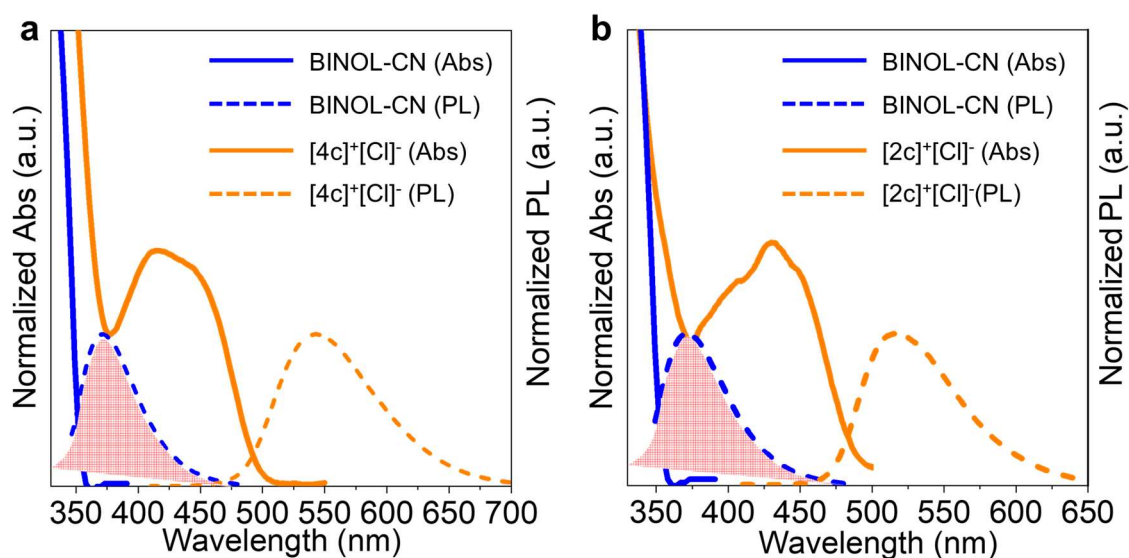 a
BINOL-CN (Abs)
BINOL-CN (PL)
[4c]⁺[Cl]⁻ (Abs)
[4c]⁺[Cl]⁻ (PL)
Normalized Abs (a.u.)
Normalized PL (a.u.)
350 400 450 500 550 600 650 700
Wavelength (nm)
b
BINOL-CN (Abs)
BINOL-CN (PL)
[2c]⁺[Cl]⁻ (Abs)
[2c]⁺[Cl]⁻(PL)
Normalized Abs (a.u.)
Normalized PL (a.u.)
350 400 450 500 550 600 650
Wavelength (nm)